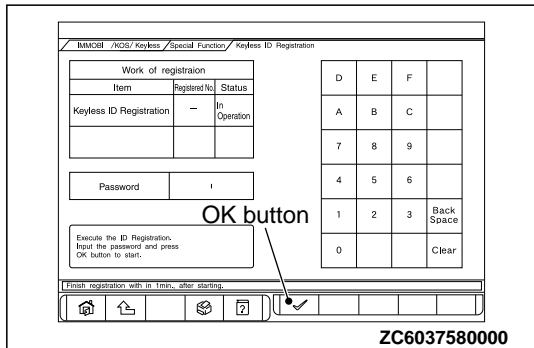 IMMOBI /KOS/ Keyless /Special Function/ Keyless ID Registration
Work of registraion
Item Registered No. Status
Keyless ID Registration – In Operation
Password
Execute the ID Registration.
Input the password and press
OK button to start.
D E F
A B C
7 8 9
4 5 6
1 2 3 Back Space
0 Clear
OK button
Finish registration with in 1min., after starting.
?
ZC6037580000